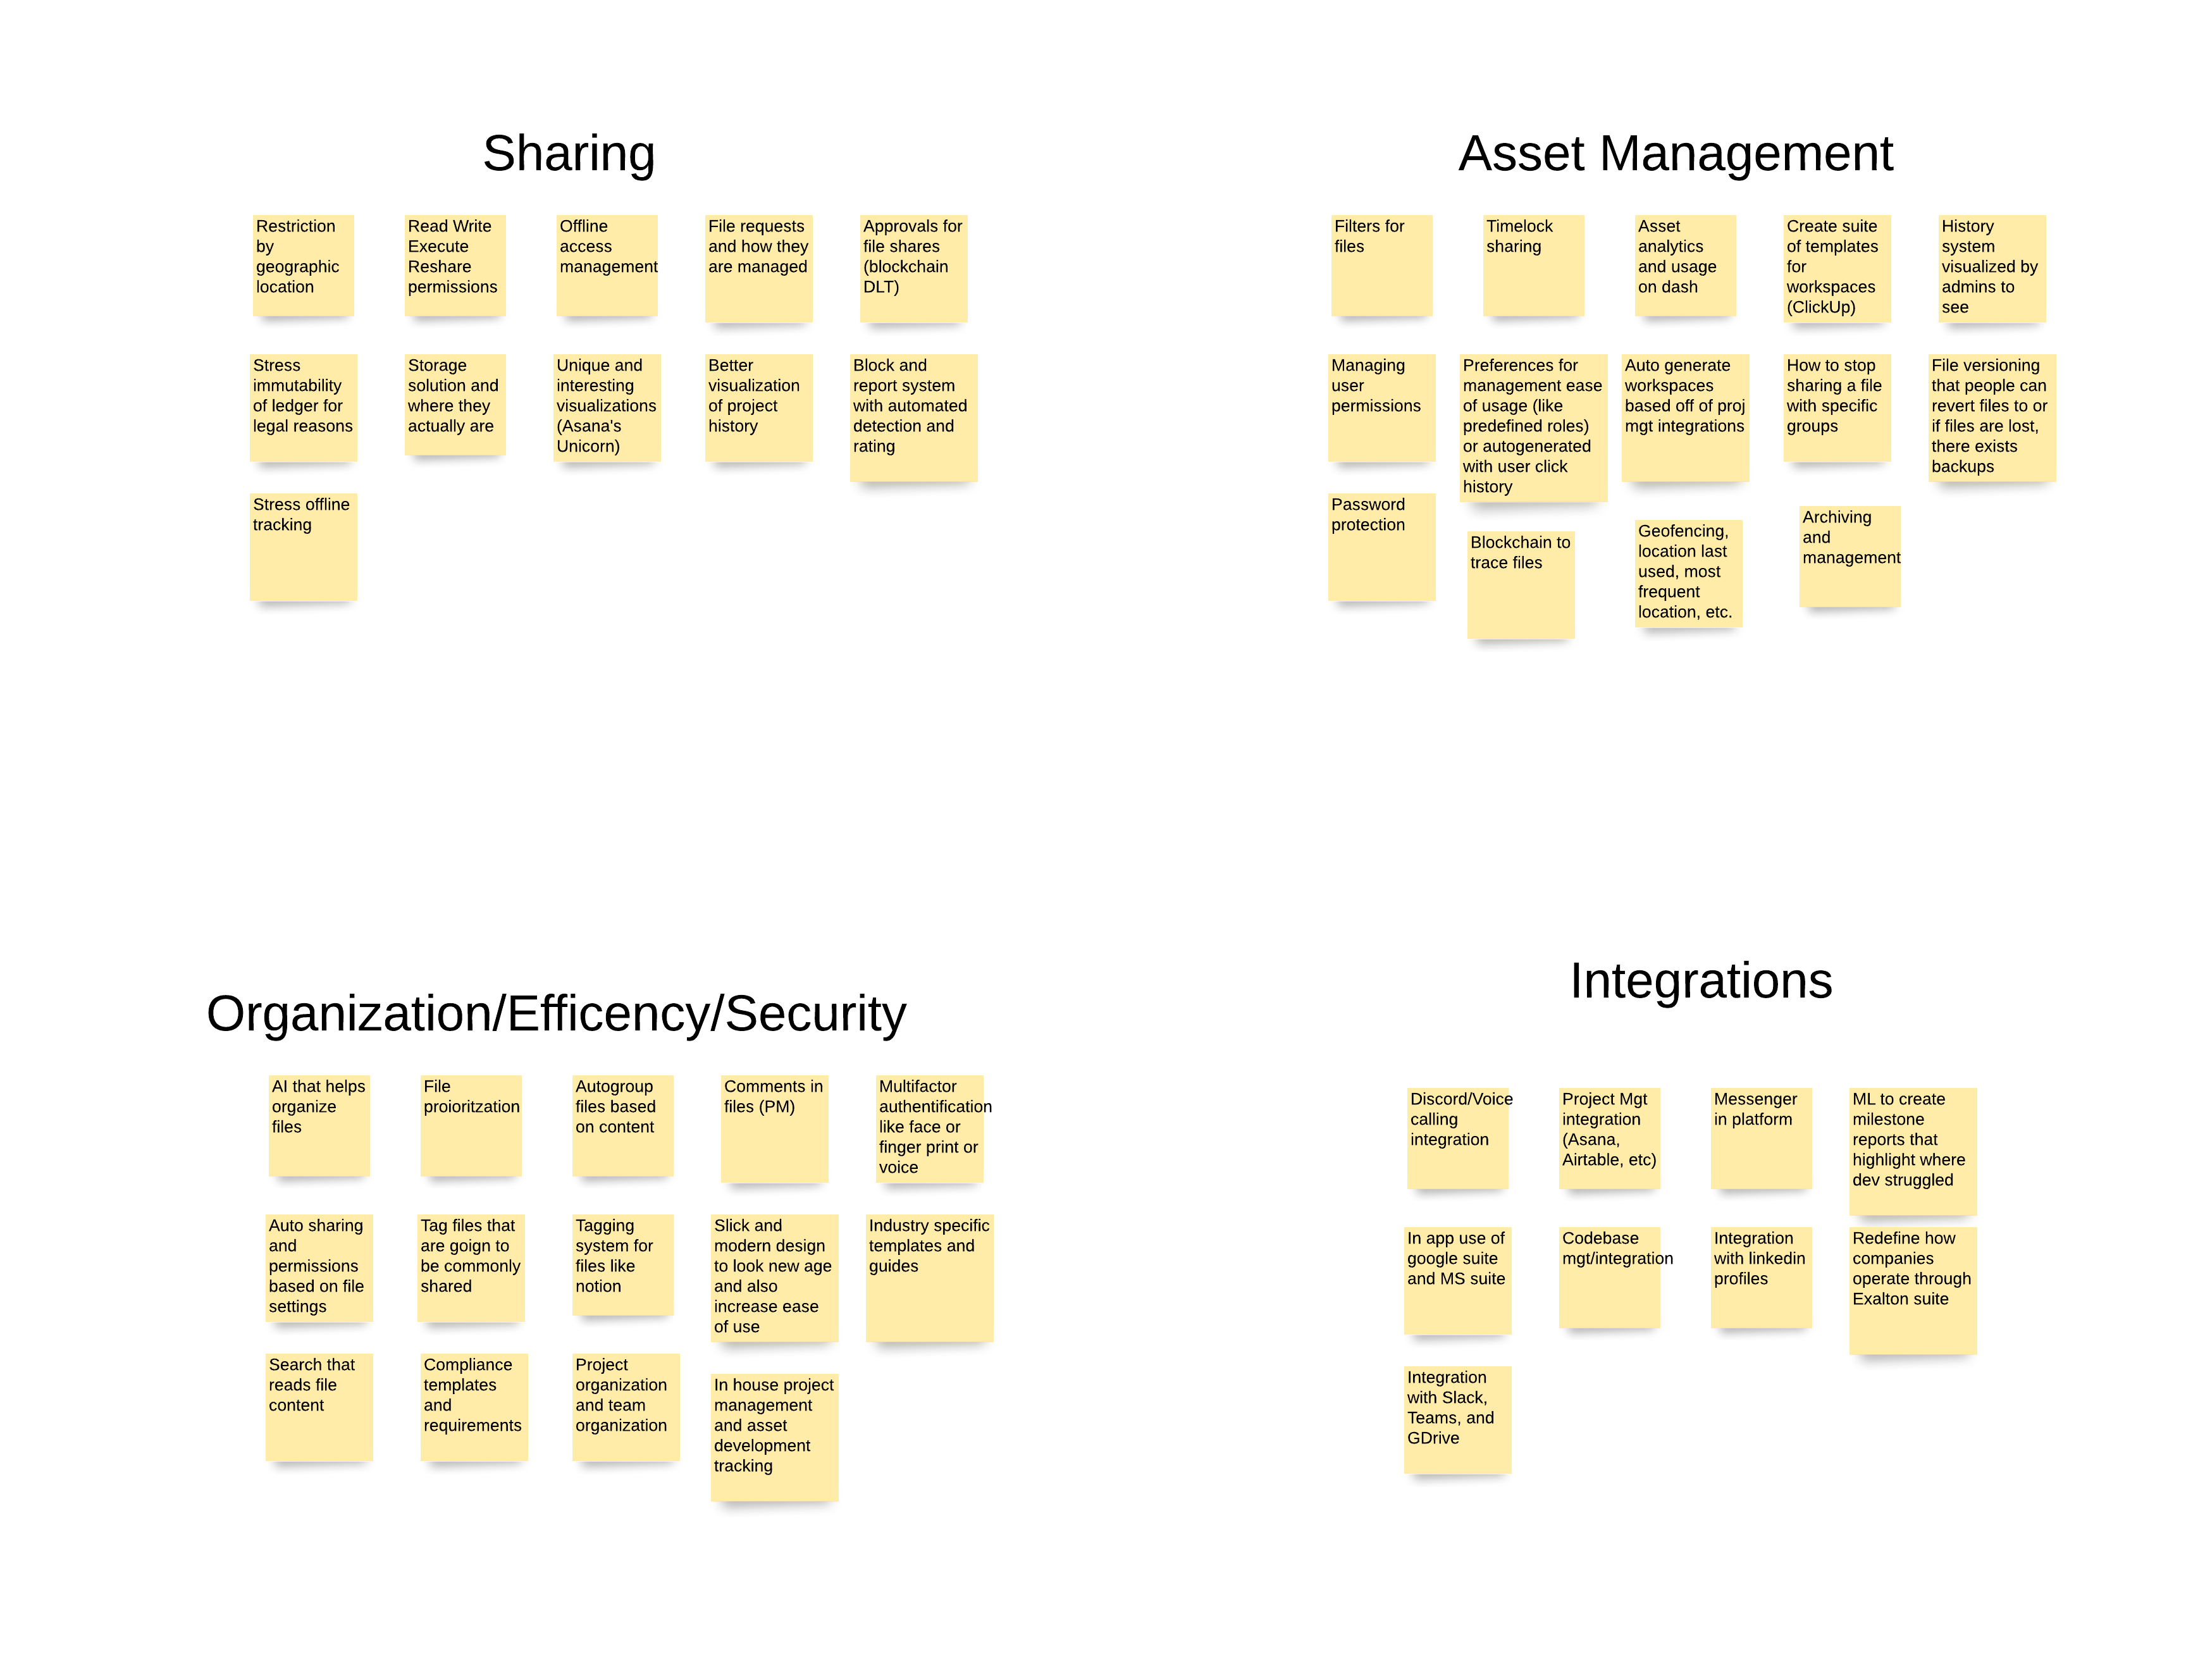 Sharing
Restriction
by
geographic
location
Read Write
Execute
Reshare
permissions
Offline
access
management
File requests
and how they
are managed
Approvals for
file shares
(blockchain
DLT)
Stress
immutability
of ledger for
legal reasons
Storage
solution and
where they
actually are
Unique and
interesting
visualizations
(Asana's
Unicorn)
Better
visualization
of project
history
Block and
report system
with automated
detection and
rating
Stress offline
tracking
Asset Management
Filters for
files
Timelock
sharing
Asset
analytics
and usage
on dash
Create suite
of templates
for
workspaces
(ClickUp)
History
system
visualized by
admins to
see
Managing
user
permissions
Preferences for
management ease
of usage (like
predefined roles)
or autogenerated
with user click
history
Auto generate
workspaces
based off of proj
mgt integrations
How to stop
sharing a file
with specific
groups
File versioning
that people can
revert files to or
if files are lost,
there exists
backups
Password
protection
Blockchain to
trace files
Geofencing,
location last
used, most
frequent
location, etc.
Archiving
and
management
Organization/Efficency/Security
AI that helps
organize
files
File
proioritzation
Autogroup
files based
on content
Comments in
files (PM)
Multifactor
authentification
like face or
finger print or
voice
Auto sharing
and
permissions
based on file
settings
Tag files that
are goign to
be commonly
shared
Tagging
system for
files like
notion
Slick and
modern design
to look new age
and also
increase ease
of use
Industry specific
templates and
guides
Search that
reads file
content
Compliance
templates
and
requirements
Project
organization
and team
organization
In house project
management
and asset
development
tracking
Integrations
Discord/Voice
calling
integration
Project Mgt
integration
(Asana,
Airtable, etc)
Messenger
in platform
ML to create
milestone
reports that
highlight where
dev struggled
In app use of
google suite
and MS suite
Codebase
mgt/integration
Integration
with linkedin
profiles
Redefine how
companies
operate through
Exalton suite
Integration
with Slack,
Teams, and
GDrive